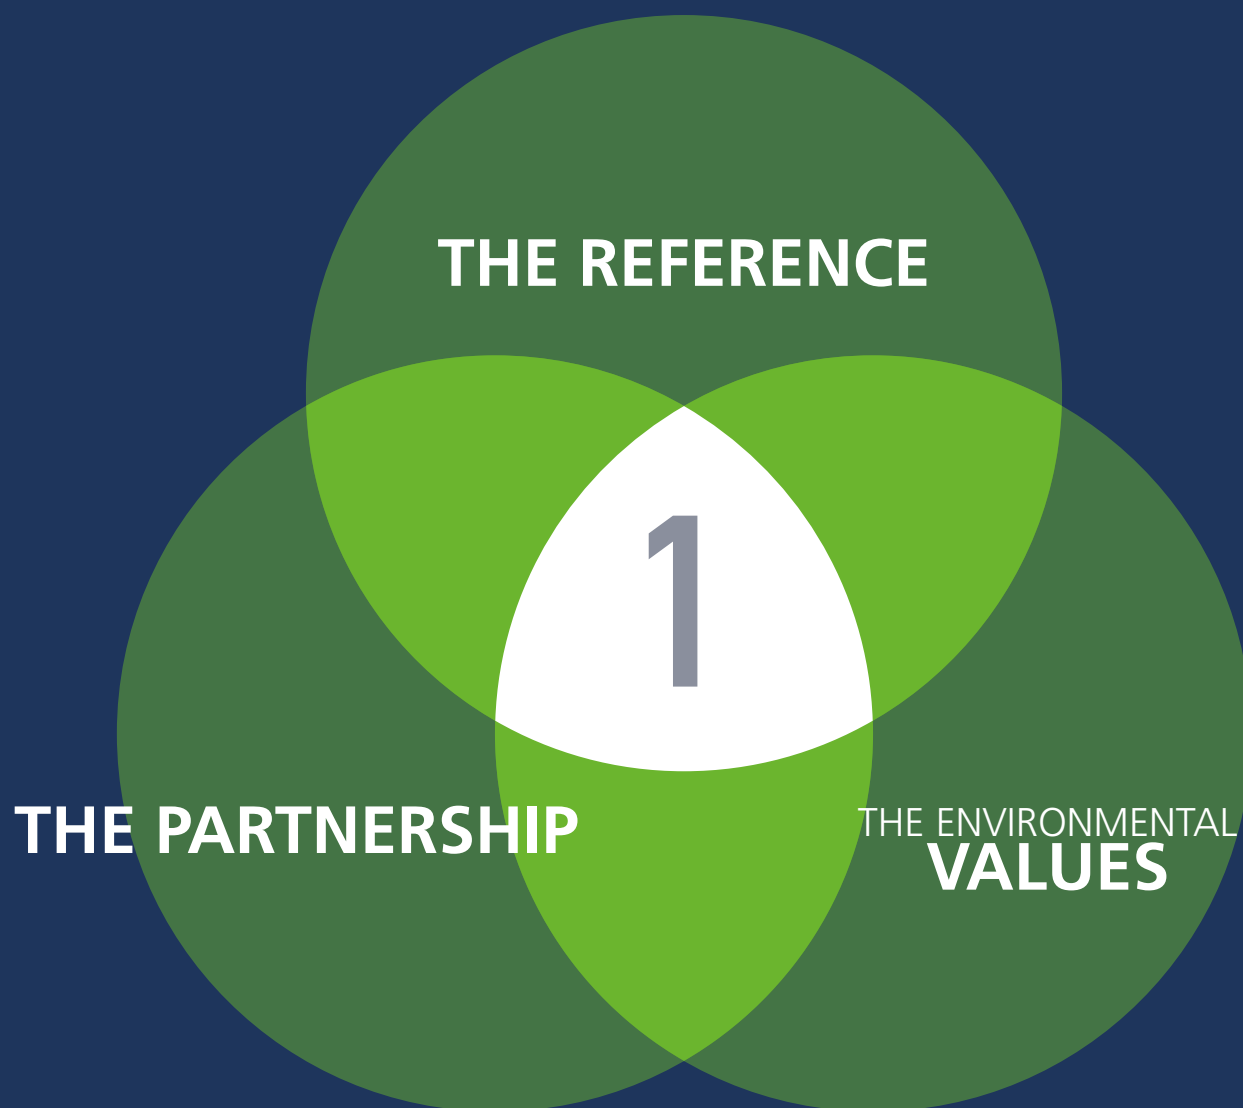 THE REFERENCE
1
THE PARTNERSHIP
THE ENVIRONMENTAL
VALUES